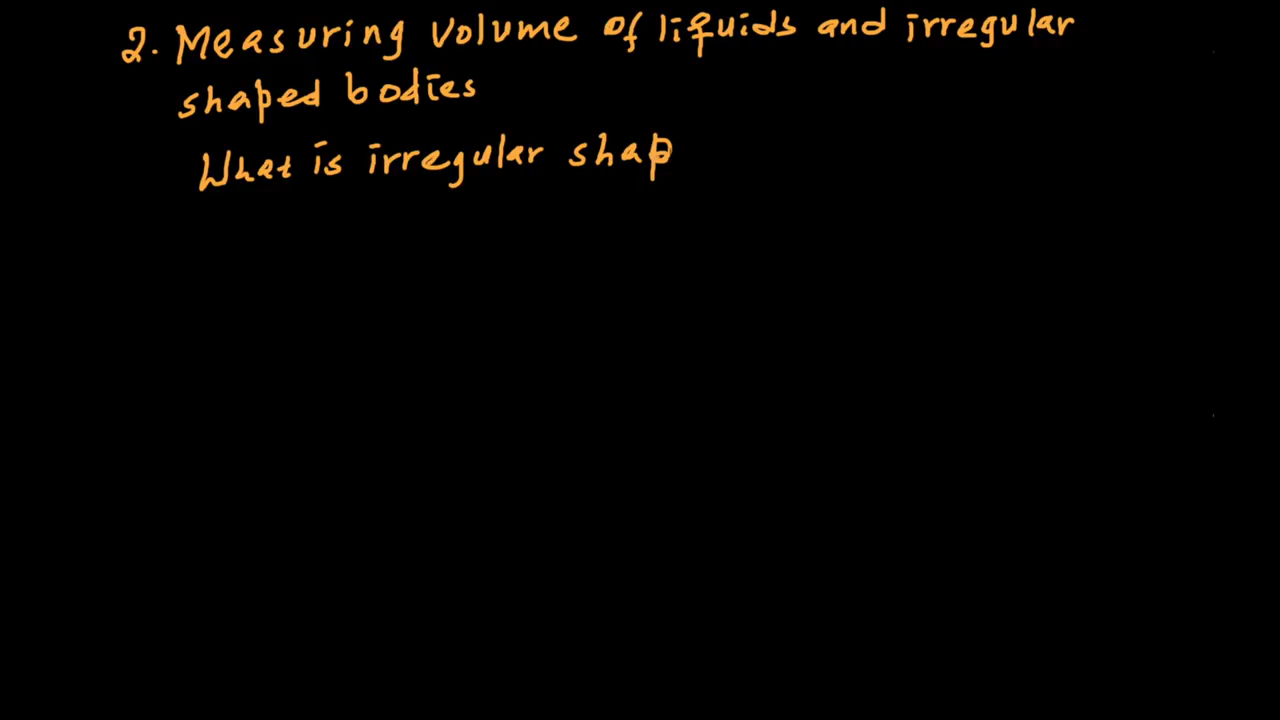 2. Measuring volume of liquids and irregular
shaped bodies
What is irregular shap